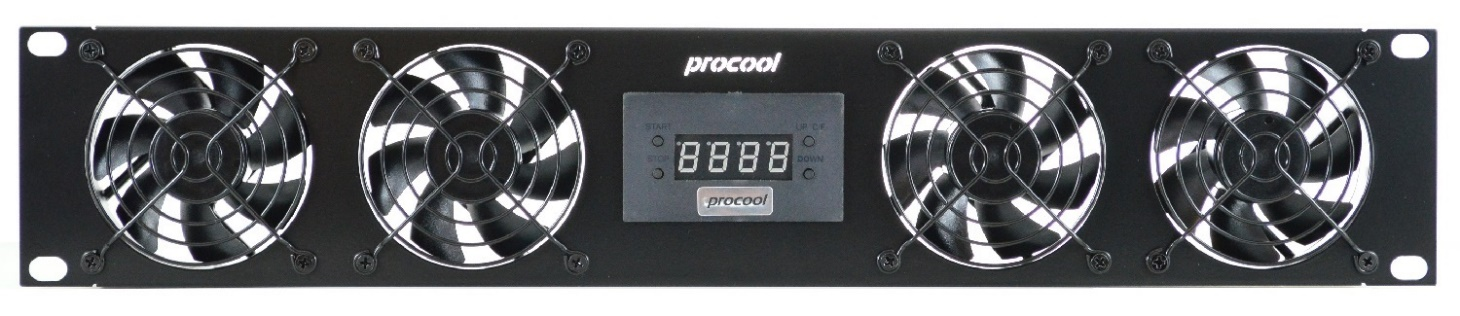 procool
START
UP C/F
STOP
8888
DOWN
procool